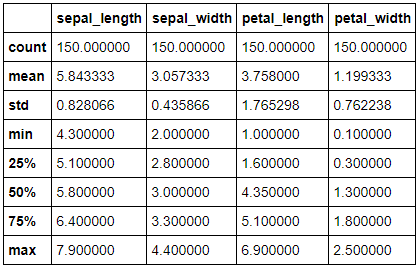 sepal_length sepal_width petal_length petal_width
count 150.000000 150.000000 150.000000 150.000000
mean 5.843333 3.057333 3.758000 1.199333
std 0.828066 0.435866 1.765298 0.762238
min 4.300000 2.000000 1.000000 0.100000
25% 5.100000 2.800000 1.600000 0.300000
50% 5.800000 3.000000 4.350000 1.300000
75% 6.400000 3.300000 5.100000 1.800000
max 7.900000 4.400000 6.900000 2.500000